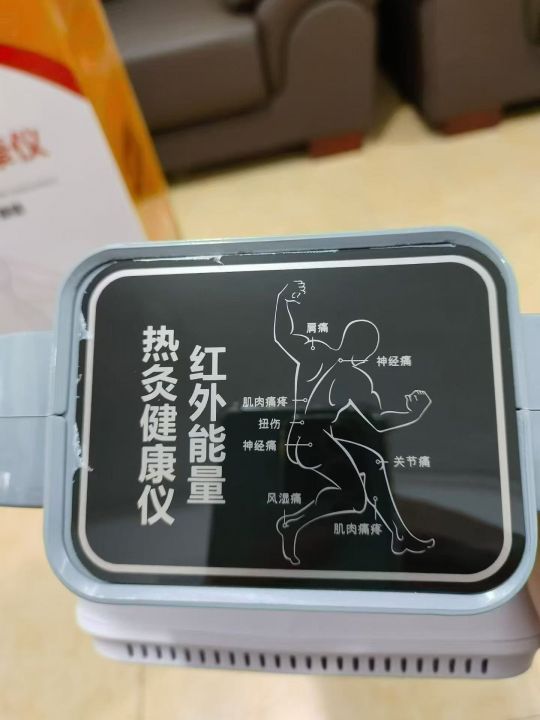 仪
红外能量
热灸健康仪
肩痛
神经痛
肌肉痛疼
扭伤
神经痛
关节痛
风湿痛
肌肉痛疼